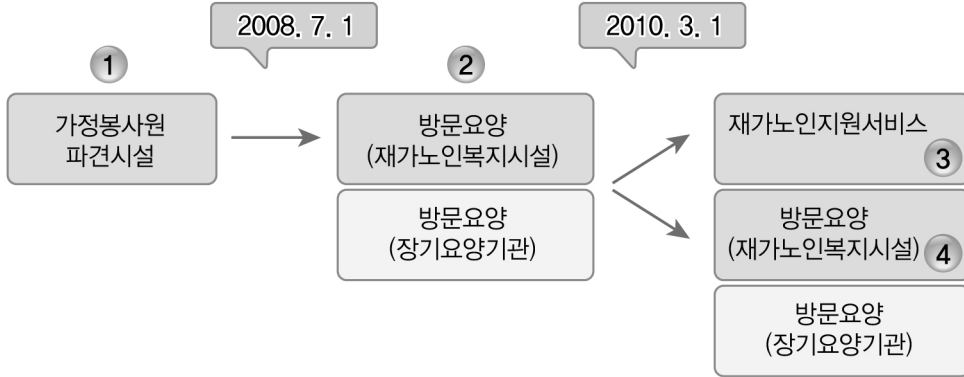 2008. 7. 1
2010. 3. 1
1
2
가정봉사원
파견시설
방문요양
(재가노인복지시설)
방문요양
(장기요양기관)
재가노인지원서비스
3
방문요양
(재가노인복지시설)
4
방문요양
(장기요양기관)